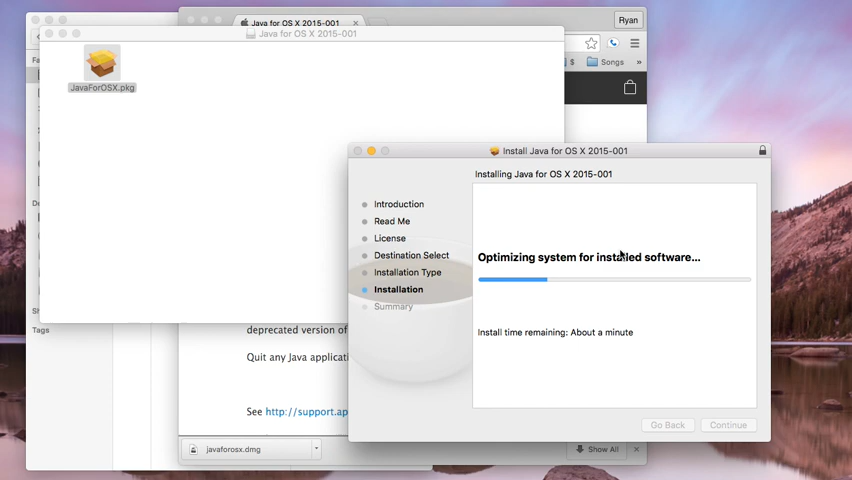 Java for OS X 2015-001
Ryan
Java for OS X 2015-001
$
Songs
»
JavaForOSX.pkg
Install Java for OS X 2015-001
Installing Java for OS X 2015-001
Introduction
Read Me
License
Destination Select
Installation Type
Installation
Summary
Optimizing system for installed software...
Install time remaining: About a minute
Go Back
Continue
Fa
D
Sh
Tags
deprecated version of
Quit any Java applicati
See http://support.ap
javaforosx.dmg
Show All